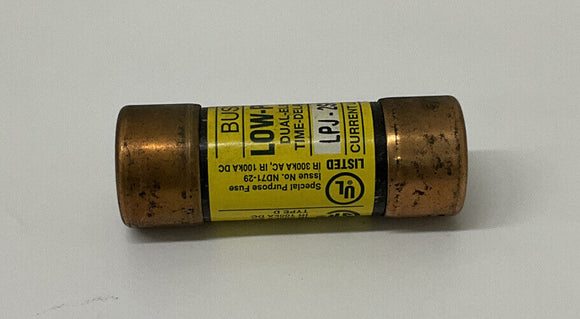 BUS
LOW-P
DUAL-EL
TIME-DEL
LPJ-2
CURRENT L
UL
LISTED
Special Purpose Fuse
Issue No. ND71-29
IR 300kA AC, IR 100kA DC